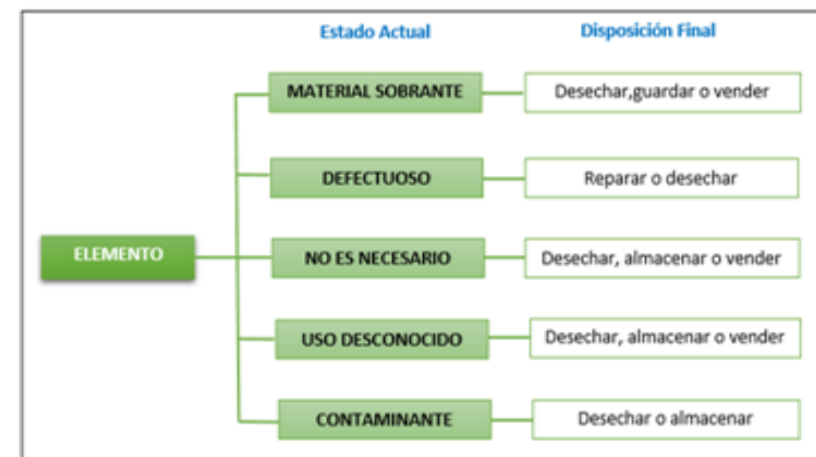 Estado Actual
Disposición Final
MATERIAL SOBRANTE
Desechar,guardar o vender
DEFECTUOSO
Reparar o desechar
ELEMENTO
NO ES NECESARIO
Desechar, almacenar o vender
USO DESCONOCIDO
Desechar, almacenar o vender
CONTAMINANTE
Desechar o almacenar